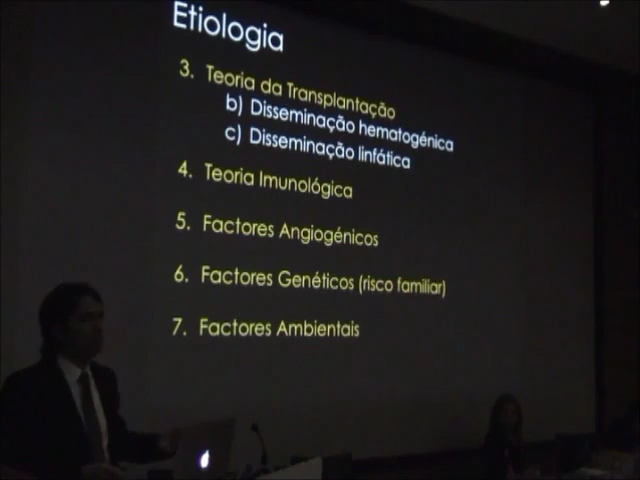 Etiologia
3. Teoria da Transplantação
b) Disseminação hematogénica
c) Disseminação linfática
4. Teoria Imunológica
5. Factores Angiogénicos
6. Factores Genéticos (risco familiar)
7. Factores Ambientais